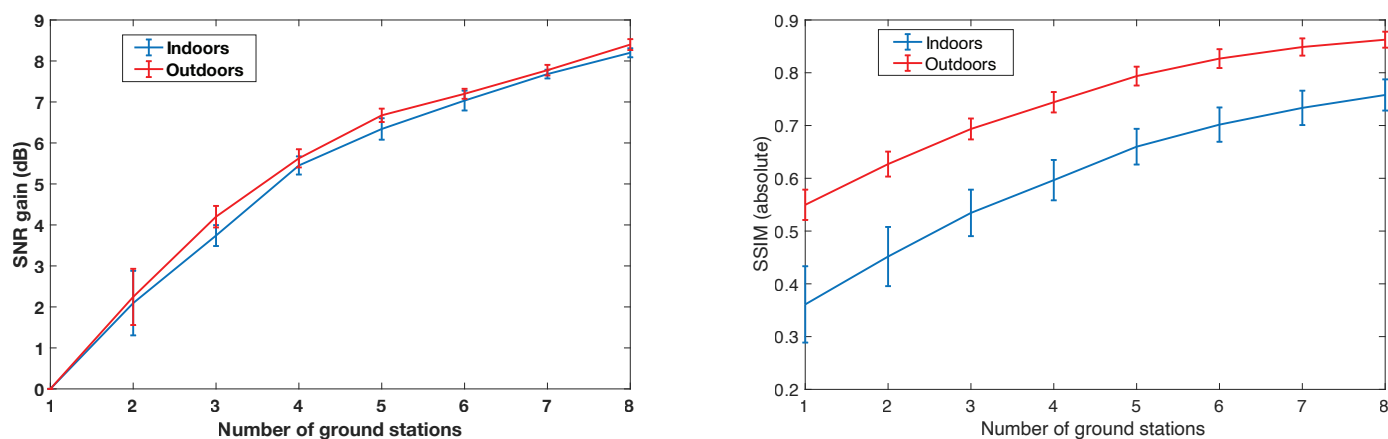 9
8
7
6
5
4
3
2
1
0
SNR gain (dB)
Indoors
Outdoors
1 2 3 4 5 6 7 8
Number of ground stations
0.9
0.8
0.7
0.6
0.5
0.4
0.3
0.2
SSIM (absolute)
Indoors
Outdoors
1 2 3 4 5 6 7 8
Number of ground stations